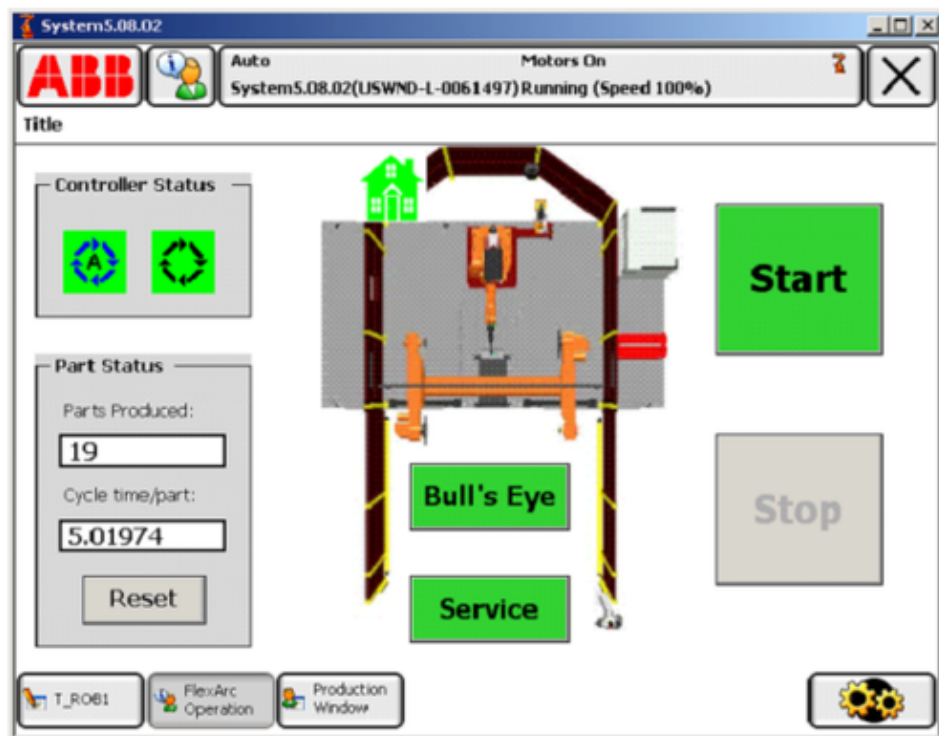 System5.08.02
ABB
Auto Motors On
System5.08.02(USWND-L-0061497) Running (Speed 100%)
Title
Controller Status
A
Part Status
Parts Produced:
19
Cycle time/part:
5.01974
Reset
Bull's Eye
Service
Start
Stop
T_ROB1
FlexArc
Operation
Production
Window